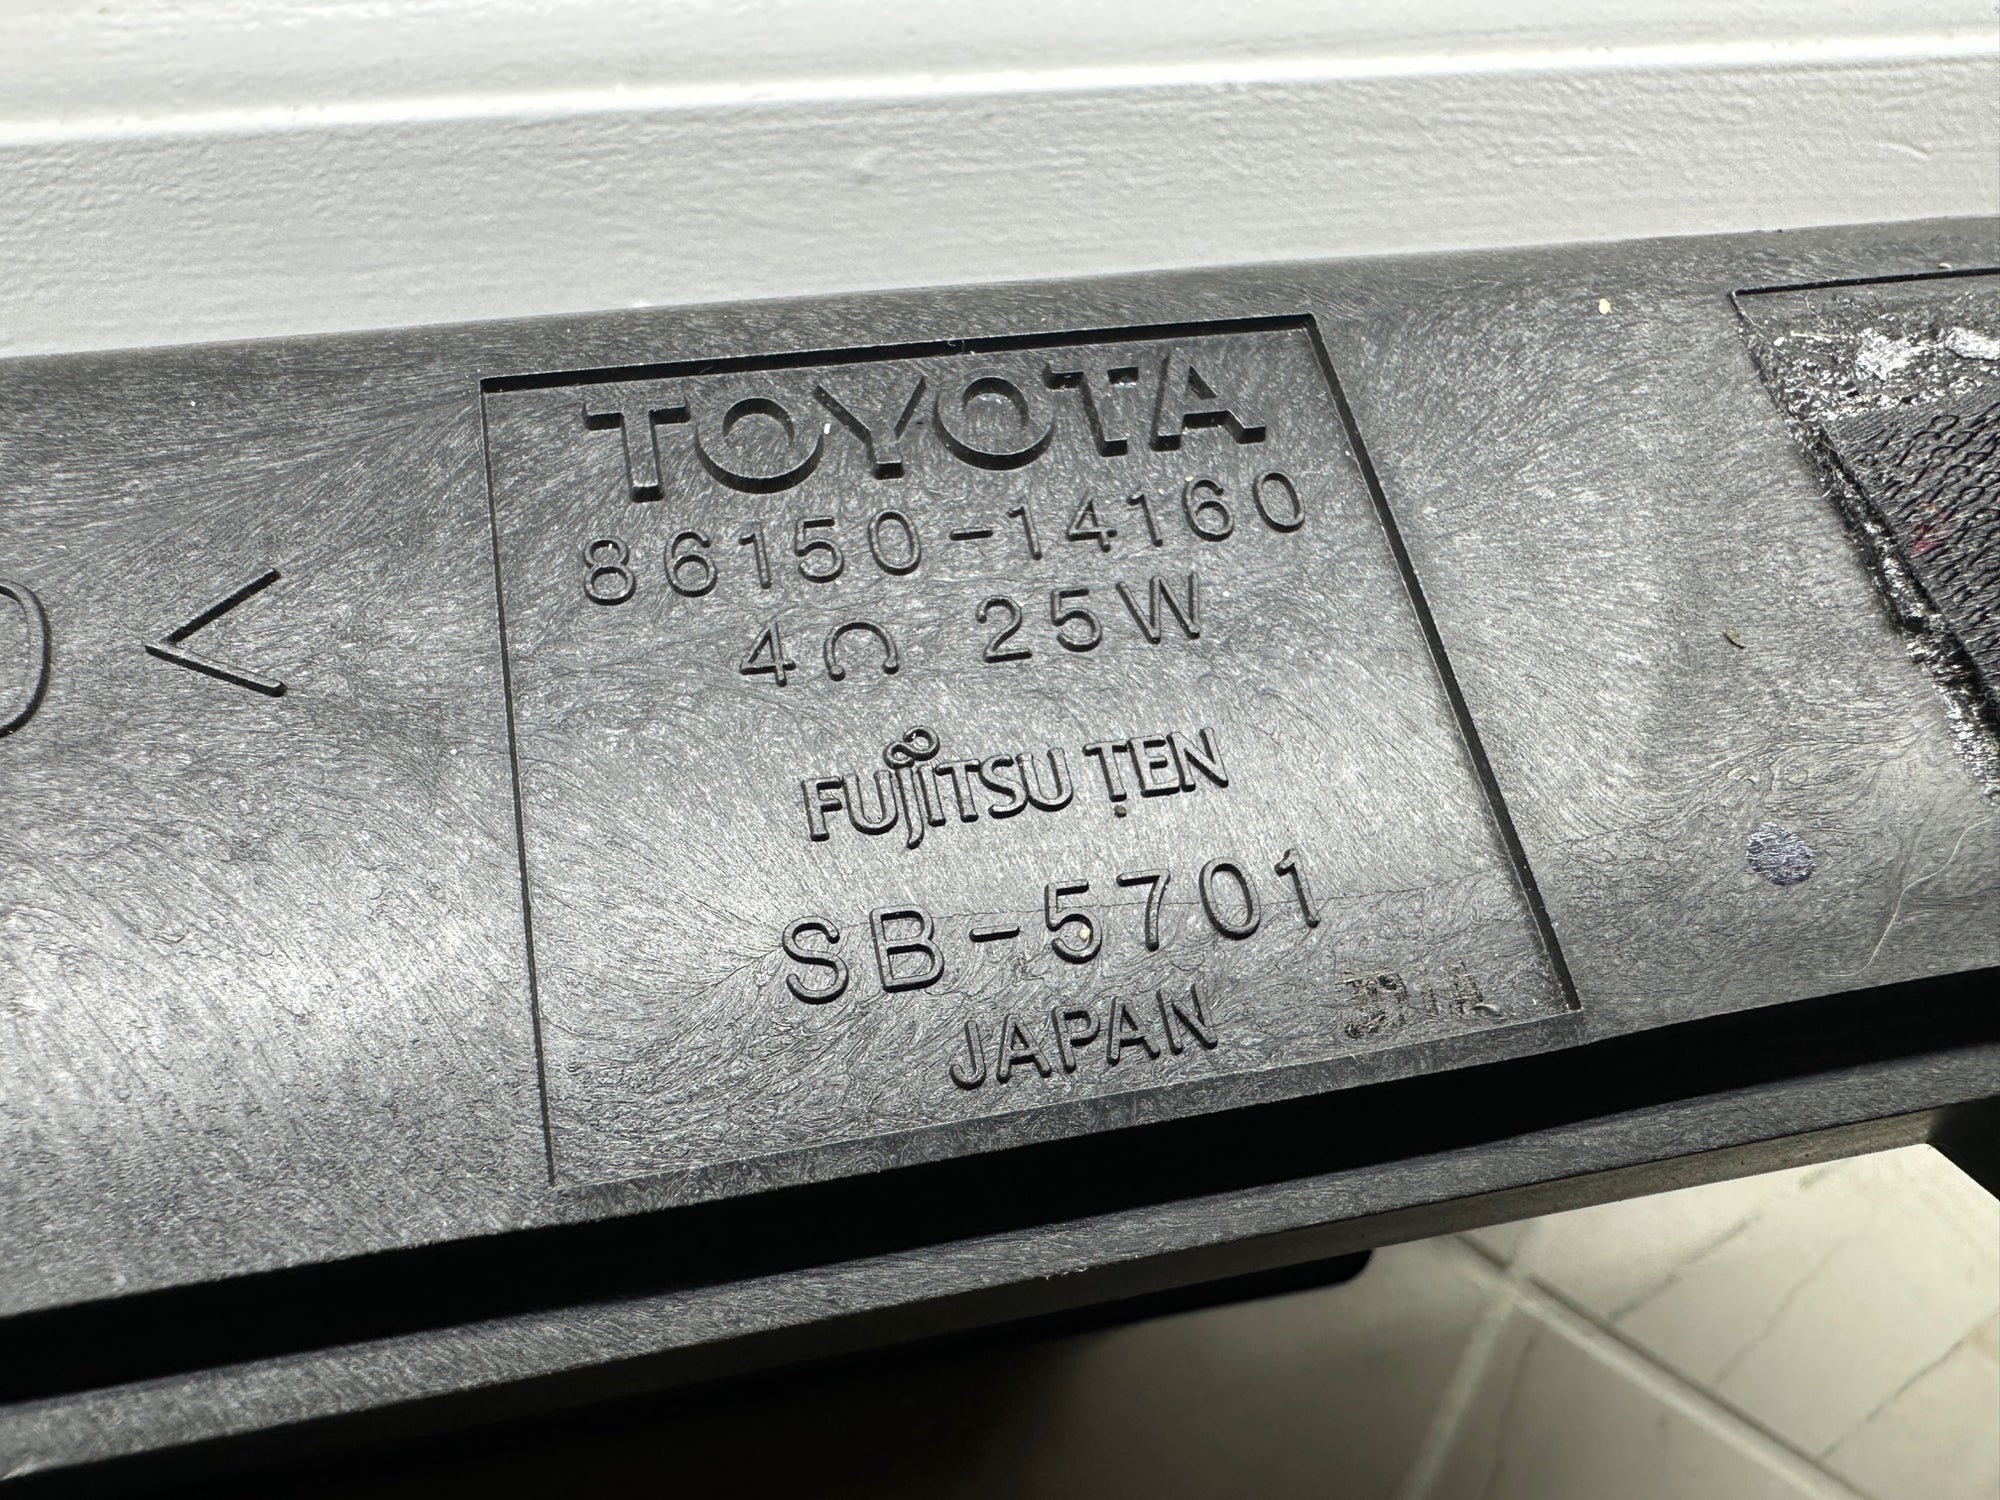 TOYOTA
86150-14160
4Ω 25W
FUJITSU TEN
SB-5701
JAPAN
<